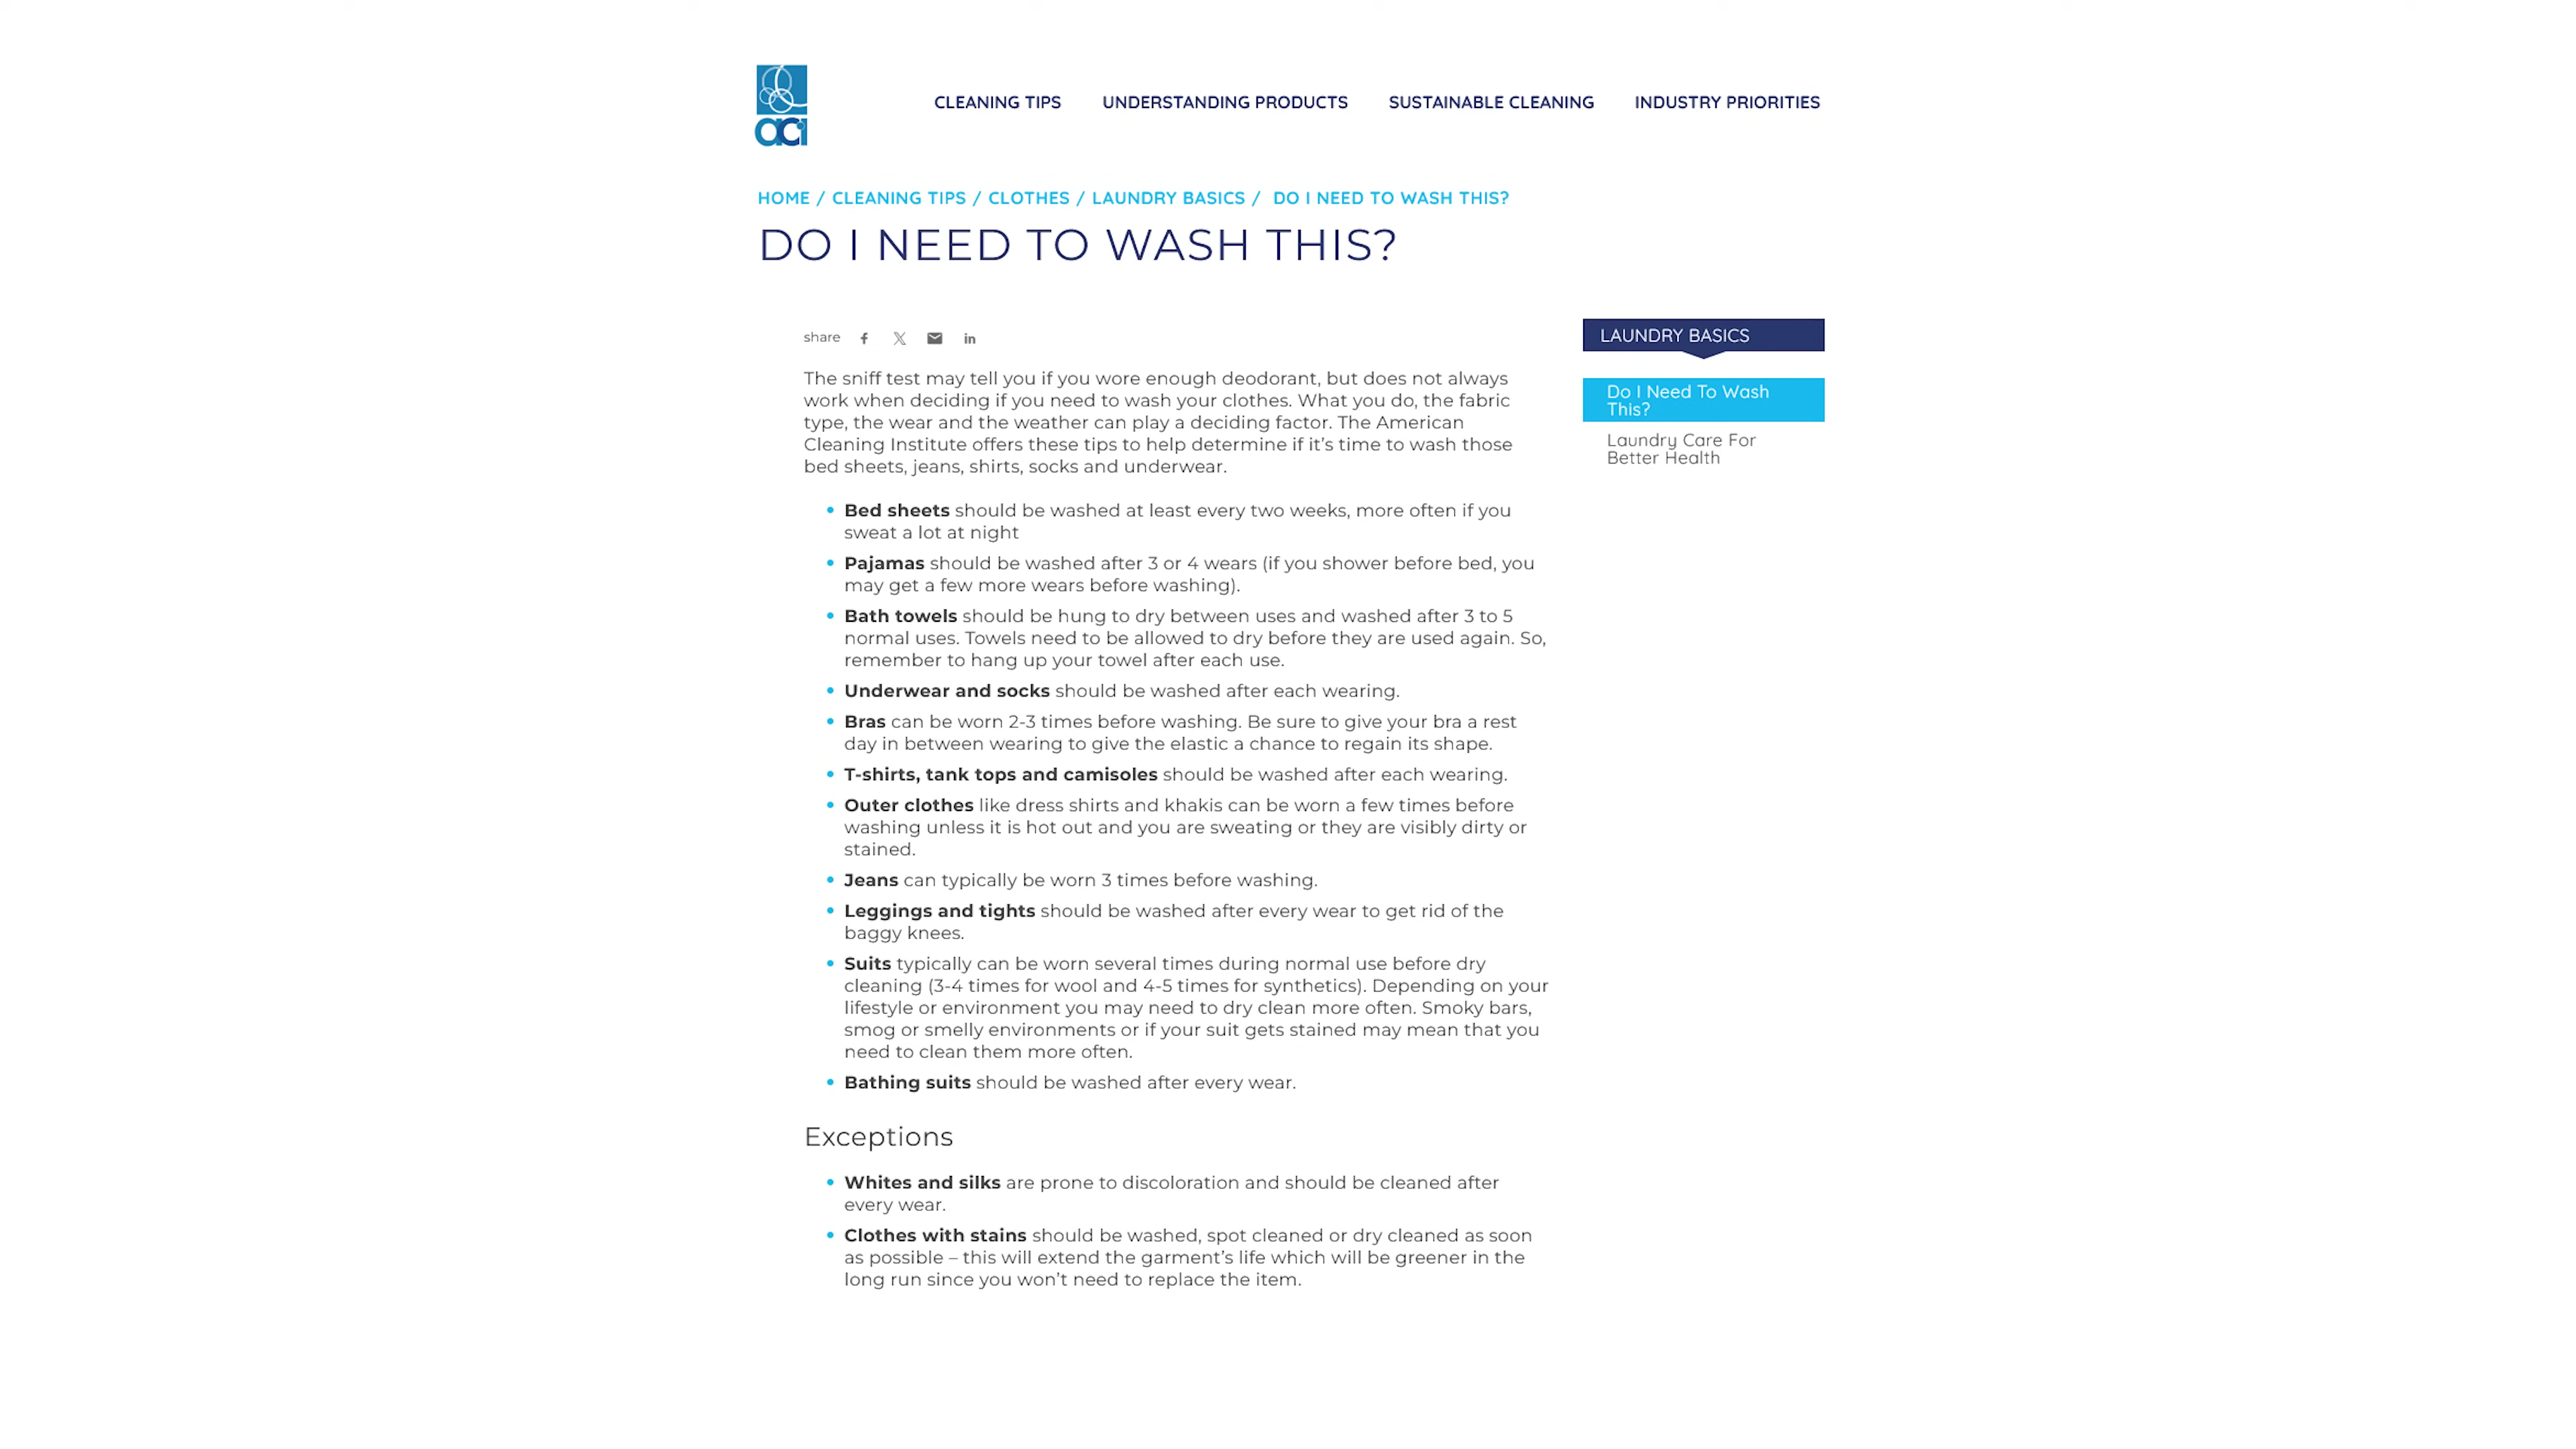 aci
CLEANING TIPS UNDERSTANDING PRODUCTS SUSTAINABLE CLEANING INDUSTRY PRIORITIES
HOME / CLEANING TIPS / CLOTHES / LAUNDRY BASICS / DO I NEED TO WASH THIS?
DO I NEED TO WASH THIS?
share
The sniff test may tell you if you wore enough deodorant, but does not always
work when deciding if you need to wash your clothes. What you do, the fabric
type, the wear and the weather can play a deciding factor. The American
Cleaning Institute offers these tips to help determine if it’s time to wash those
bed sheets, jeans, shirts, socks and underwear.
• Bed sheets should be washed at least every two weeks, more often if you
sweat a lot at night
• Pajamas should be washed after 3 or 4 wears (if you shower before bed, you
may get a few more wears before washing).
• Bath towels should be hung to dry between uses and washed after 3 to 5
normal uses. Towels need to be allowed to dry before they are used again. So,
remember to hang up your towel after each use.
• Underwear and socks should be washed after each wearing.
• Bras can be worn 2-3 times before washing. Be sure to give your bra a rest
day in between wearing to give the elastic a chance to regain its shape.
• T-shirts, tank tops and camisoles should be washed after each wearing.
• Outer clothes like dress shirts and khakis can be worn a few times before
washing unless it is hot out and you are sweating or they are visibly dirty or
stained.
• Jeans can typically be worn 3 times before washing.
• Leggings and tights should be washed after every wear to get rid of the
baggy knees.
• Suits typically can be worn several times during normal use before dry
cleaning (3-4 times for wool and 4-5 times for synthetics). Depending on your
lifestyle or environment you may need to dry clean more often. Smoky bars,
smog or smelly environments or if your suit gets stained may mean that you
need to clean them more often.
• Bathing suits should be washed after every wear.
Exceptions
• Whites and silks are prone to discoloration and should be cleaned after
every wear.
• Clothes with stains should be washed, spot cleaned or dry cleaned as soon
as possible – this will extend the garment’s life which will be greener in the
long run since you won’t need to replace the item.
LAUNDRY BASICS
Do I Need To Wash
This?
Laundry Care For
Better Health